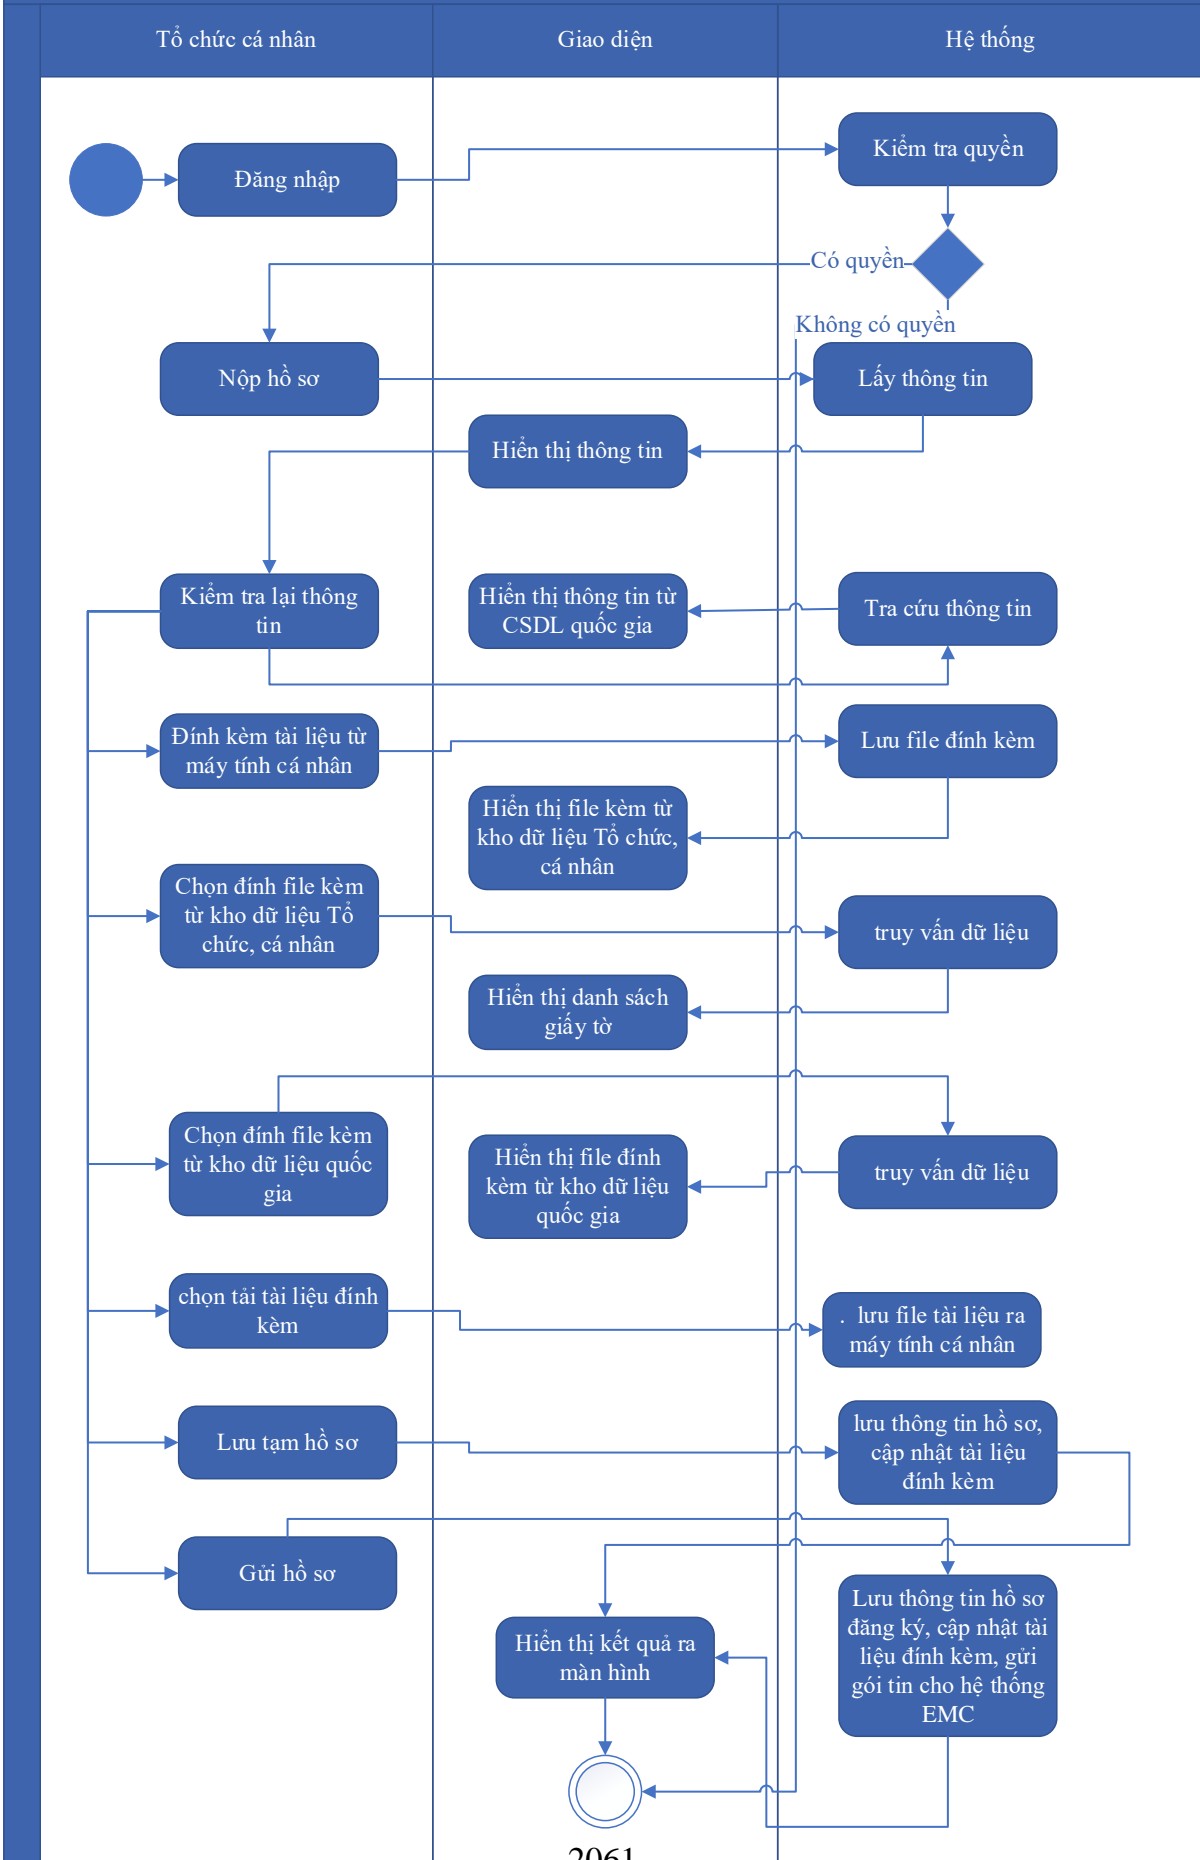 Tổ chức cá nhân
Giao diện
Hệ thống
Kiểm tra quyền
Đăng nhập
Có quyền
Không có quyền
Nộp hồ sơ
Lấy thông tin
Hiển thị thông tin
Kiểm tra lại thông
tin
Hiển thị thông tin từ
CSDL quốc gia
Tra cứu thông tin
Đính kèm tài liệu từ
máy tính cá nhân
Lưu file đính kèm
Hiển thị file kèm từ
kho dữ liệu Tổ chức,
cá nhân
Chọn đính file kèm
từ kho dữ liệu Tổ
chức, cá nhân
truy vấn dữ liệu
Hiển thị danh sách
giấy tờ
Chọn đính file kèm
từ kho dữ liệu quốc
gia
Hiển thị file đính
kèm từ kho dữ liệu
quốc gia
truy vấn dữ liệu
chọn tải tài liệu đính
kèm
. lưu file tài liệu ra
máy tính cá nhân
Lưu tạm hồ sơ
lưu thông tin hồ sơ,
cập nhật tài liệu
đính kèm
Gửi hồ sơ
Lưu thông tin hồ sơ
đăng ký, cập nhật tài
liệu đính kèm, gửi
gói tin cho hệ thống
EMC
Hiển thị kết quả ra
màn hình
2061